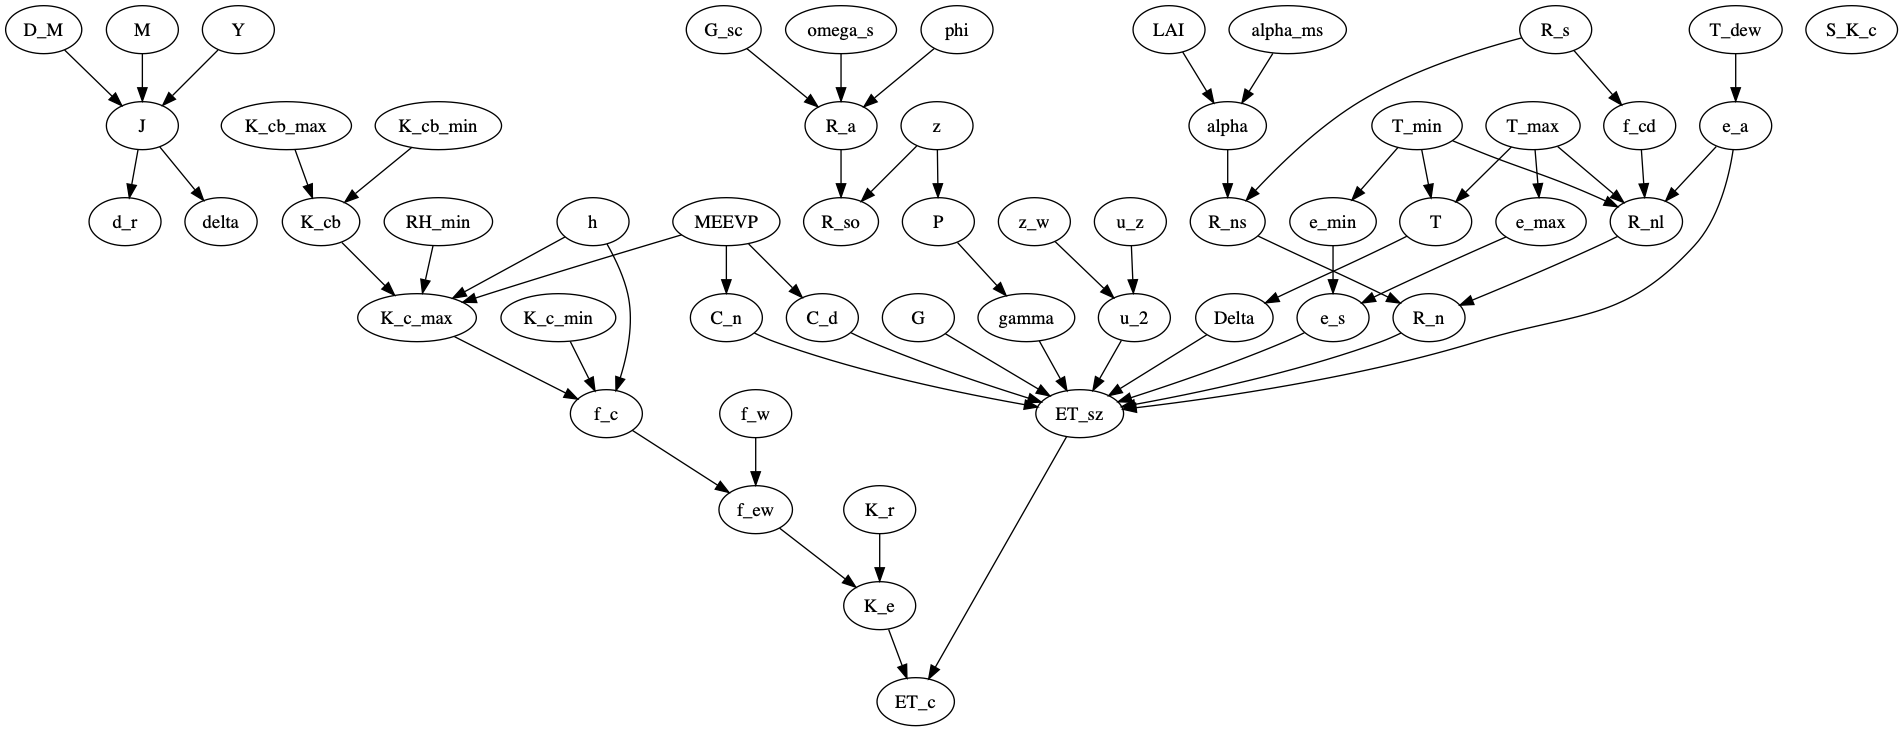 D_M
M
Y
G_sc
omega_s
phi
LAI
alpha_ms
R_s
T_dew
S_K_c
J
K_cb_max
K_cb_min
R_a
z
alpha
T_min
T_max
f_cd
e_a
d_r
delta
K_cb
RH_min
h
MEEVP
R_so
P
z_w
u_z
R_ns
e_min
T
e_max
R_nl
K_c_max
K_c_min
C_n
C_d
G
gamma
u_2
Delta
e_s
R_n
f_c
f_w
ET_sz
f_ew
K_r
K_e
ET_c